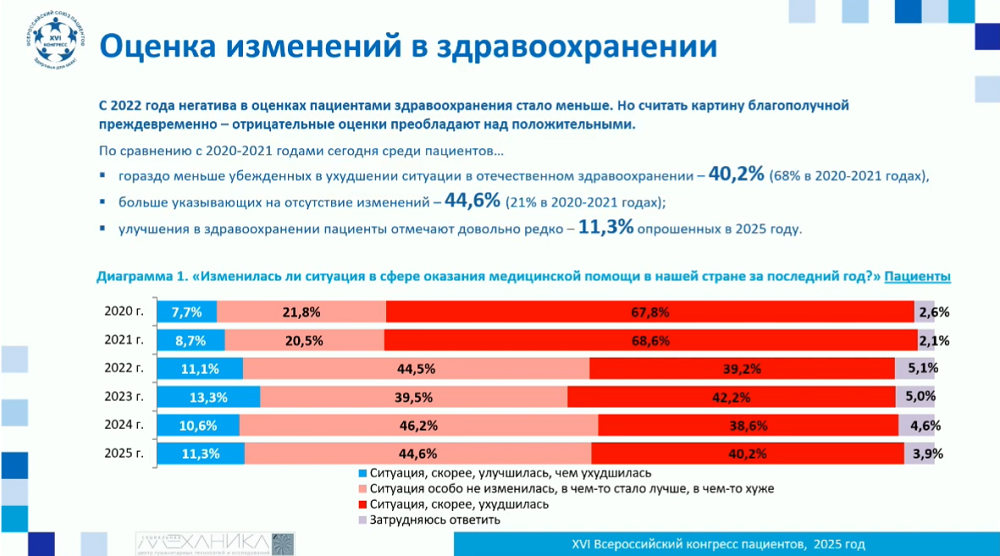 ВСЕРОССИЙСКИЙ СОЮЗ ПАЦИЕНТОВ
XVI
КОНГРЕСС
Оценка изменений в здравоохранении
С 2022 года негатива в оценках пациентами здравоохранения стало меньше. Но считать картину благополучной
преждевременно – отрицательные оценки преобладают над положительными.
По сравнению с 2020-2021 годами сегодня среди пациентов…
▪ гораздо меньше убежденных в ухудшении ситуации в отечественном здравоохранении – 40,2% (68% в 2020-2021 годах),
▪ больше указывающих на отсутствие изменений – 44,6% (21% в 2020-2021 годах);
▪ улучшения в здравоохранении пациенты отмечают довольно редко – 11,3% опрошенных в 2025 году.
Диаграмма 1. «Изменилась ли ситуация в сфере оказания медицинской помощи в нашей стране за последний год?» Пациенты
2020 г. 7,7% 21,8% 67,8% 2,6%
2021 г. 8,7% 20,5% 68,6% 2,1%
2022 г. 11,1% 44,5% 39,2% 5,1%
2023 г. 13,3% 39,5% 42,2% 5,0%
2024 г. 10,6% 46,2% 38,6% 4,6%
2025 г. 11,3% 44,6% 40,2% 3,9%
Ситуация, скорее, улучшилась, чем ухудшилась
Ситуация особо не изменилась, в чем-то стало лучше, в чем-то хуже
Ситуация, скорее, ухудшилась
Затрудняюсь ответить
МЕХАНИКА
XVI Всероссийский конгресс пациентов, 2025 год